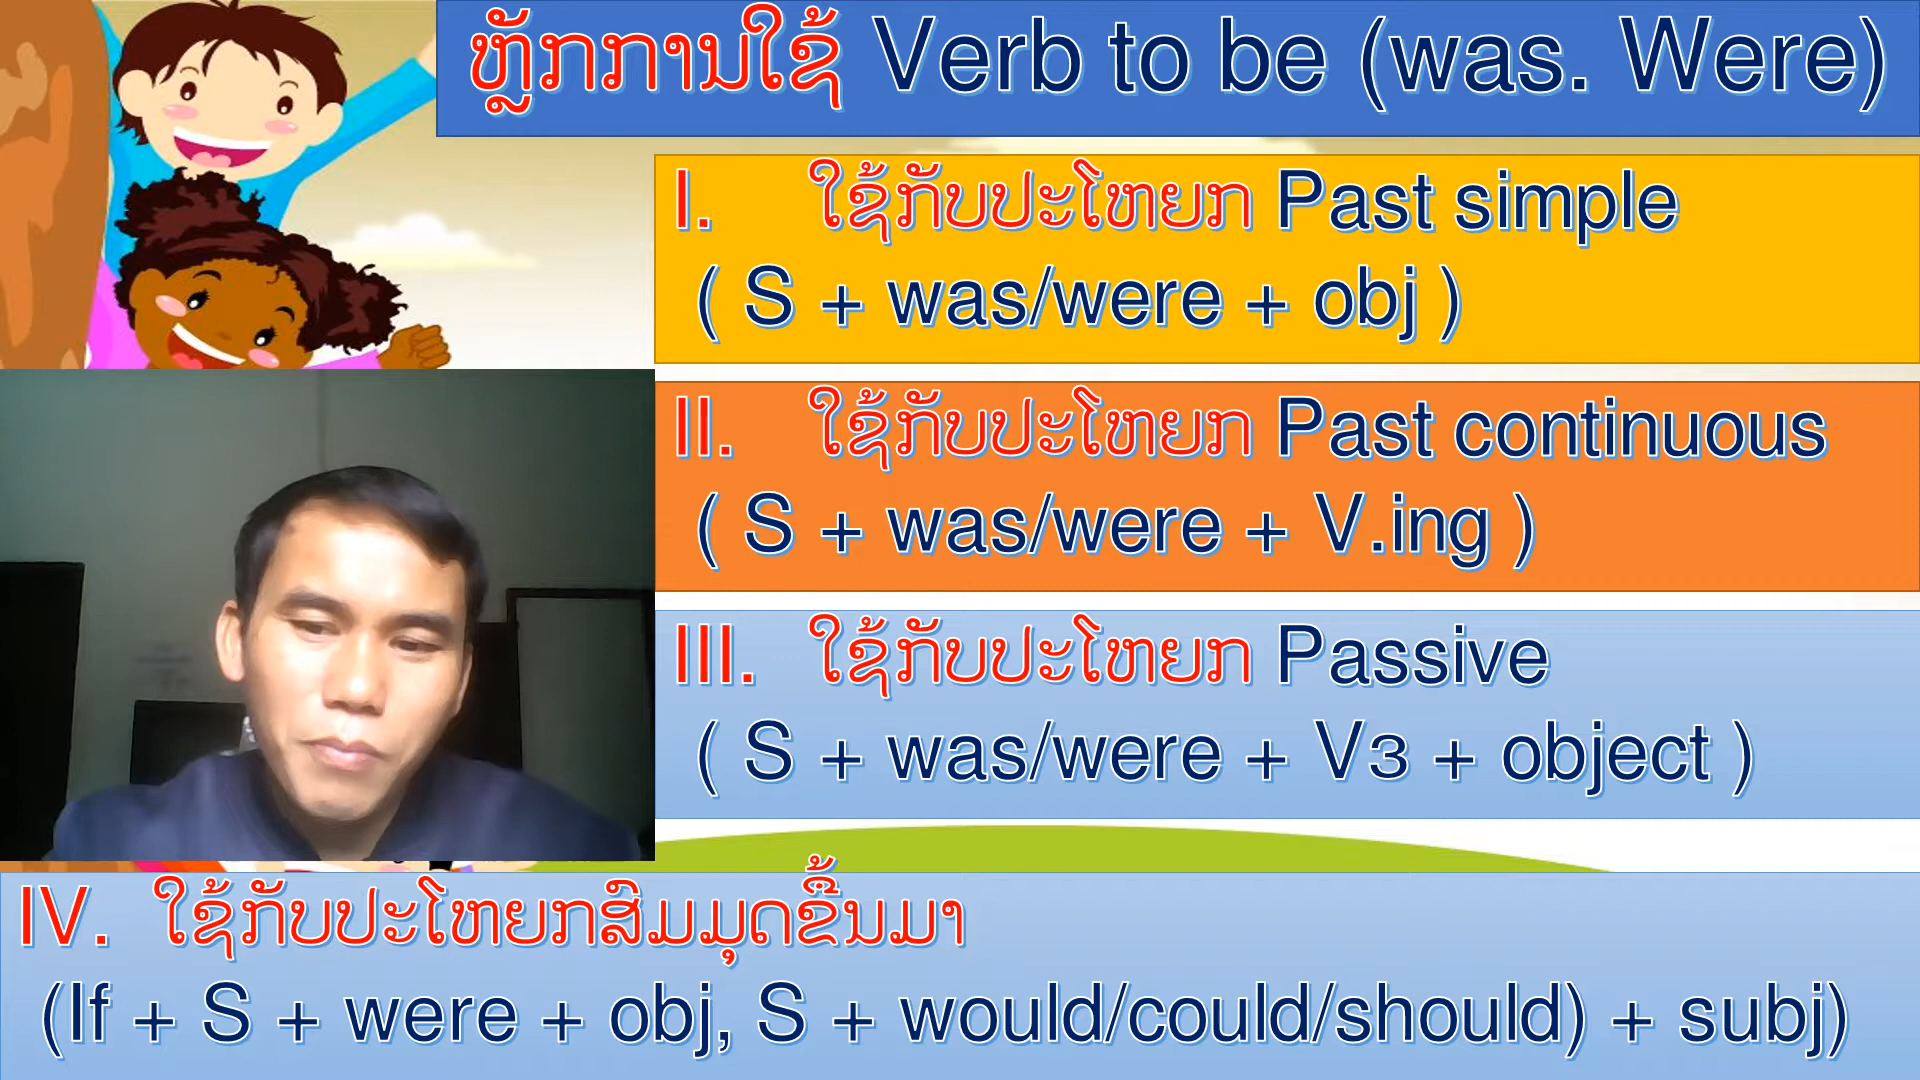 ຫຼັກການໃຊ້ Verb to be (was. Were)
I. ໃຊ້ກັບປະໂຫຍກ Past simple
( S + was/were + obj )
II. ໃຊ້ກັບປະໂຫຍກ Past continuous
( S + was/were + V.ing )
III. ໃຊ້ກັບປະໂຫຍກ Passive
( S + was/were + V3 + object )
IV. ໃຊ້ກັບປະໂຫຍກສົມມຸດຂຶ້ນມາ
(If + S + were + obj, S + would/could/should) + subj)